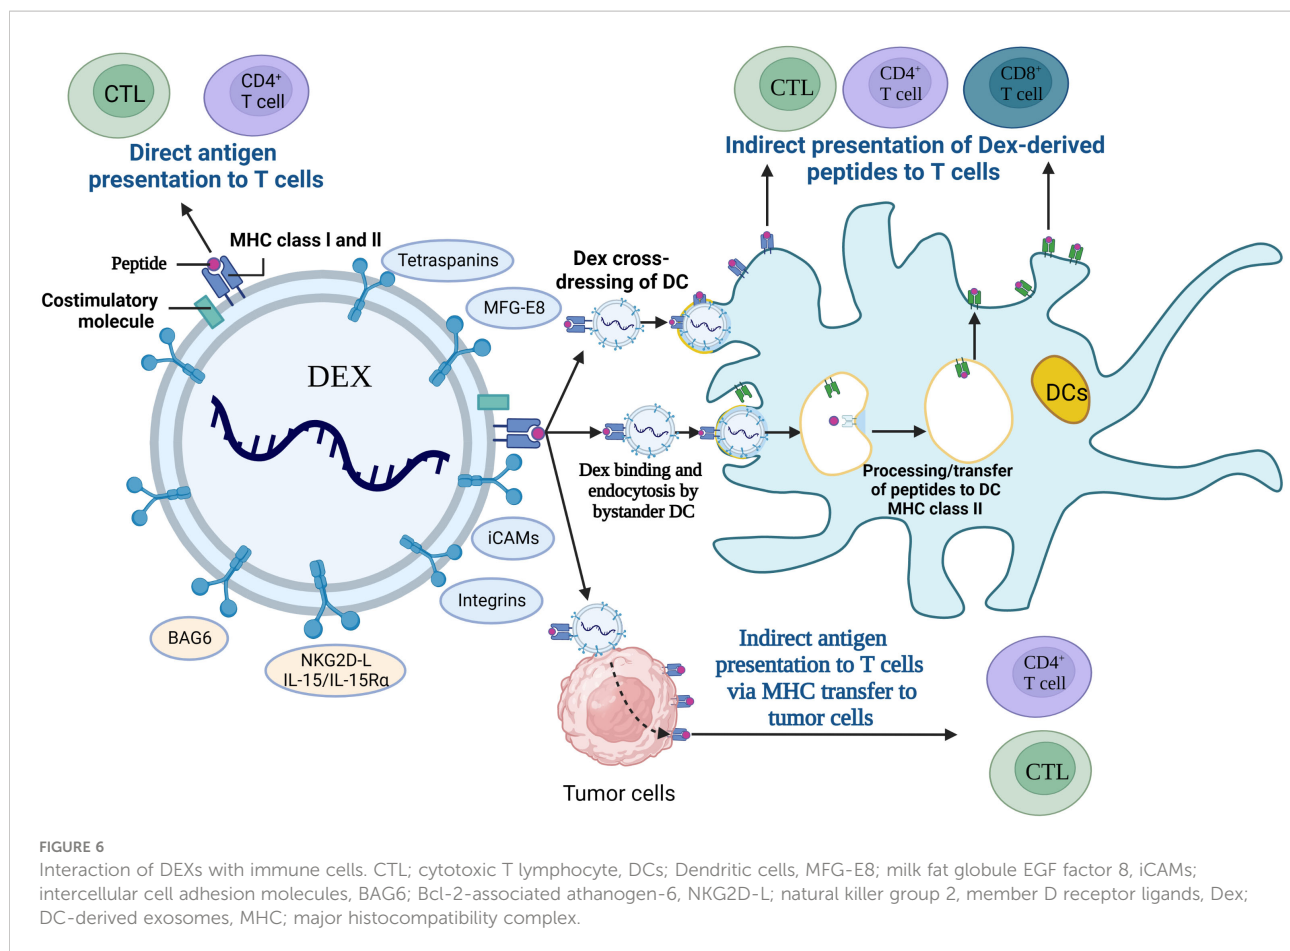 CTL
CD4⁺
T cell
Direct antigen
presentation to T cells
MHC class I and II
Peptide
Costimulatory
molecule
Tetraspanins
MFG-E8
DEX
iCAMs
Integrins
BAG6
NKG2D-L
IL-15/IL-15Rα
Dex cross-
dressing of DC
Dex binding and
endocytosis by
bystander DC
CTL
CD4⁺
T cell
CD8⁺
T cell
Indirect presentation of Dex-derived
peptides to T cells
DCs
Processing/transfer
of peptides to DC
MHC class II
Tumor cells
Indirect antigen
presentation to T cells
via MHC transfer to
tumor cells
CD4⁺
T cell
CTL
FIGURE 6
Interaction of DEXs with immune cells. CTL; cytotoxic T lymphocyte, DCs; Dendritic cells, MFG-E8; milk fat globule EGF factor 8, iCAMs;
intercellular cell adhesion molecules, BAG6; Bcl-2-associated athanogen-6, NKG2D-L; natural killer group 2, member D receptor ligands, Dex;
DC-derived exosomes, MHC; major histocompatibility complex.